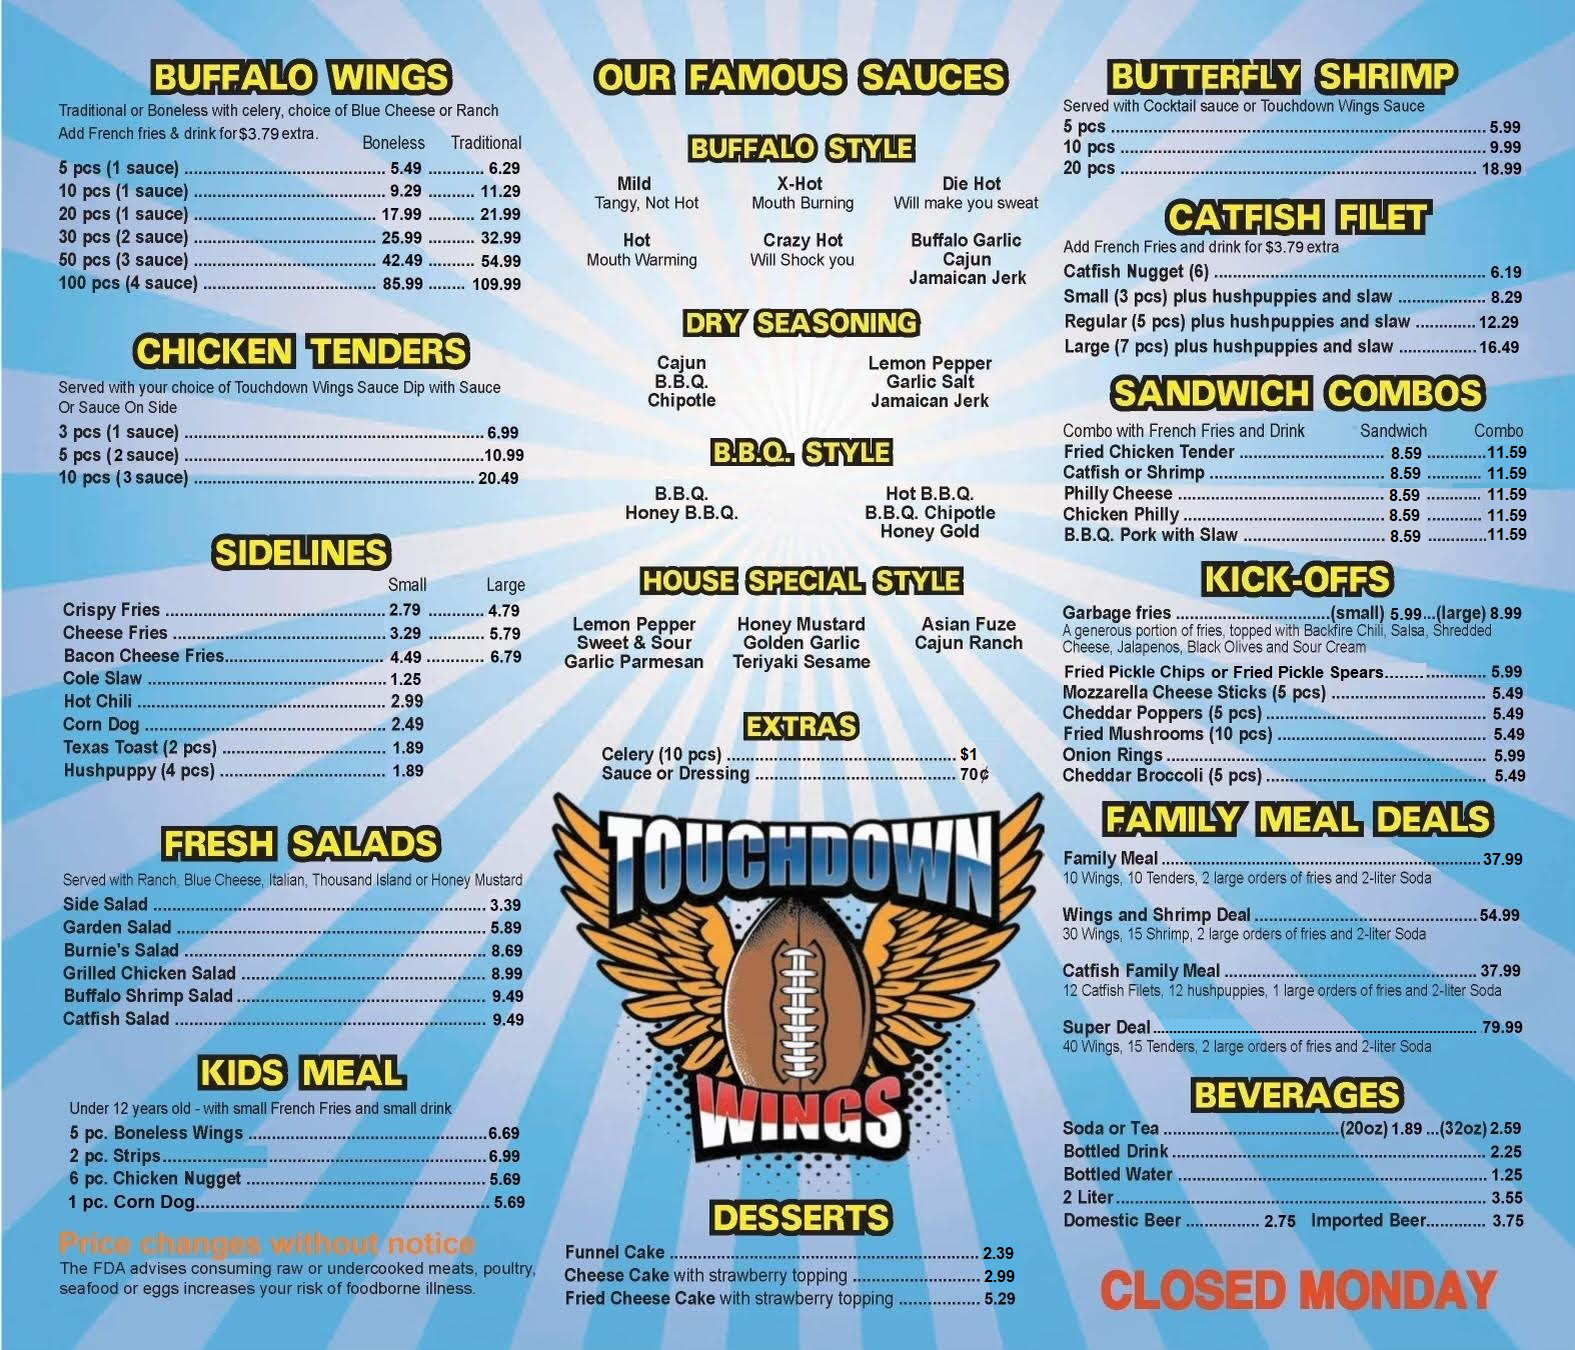 BUFFALO WINGS
Traditional or Boneless with celery, choice of Blue Cheese or Ranch
Add French fries & drink for $3.79 extra.
Boneless Traditional
5 pcs (1 sauce) ........ 5.49 ........ 6.29
10 pcs (1 sauce) ........ 9.29 ........ 11.29
20 pcs (1 sauce) ........ 17.99 ........ 21.99
30 pcs (2 sauce) ........ 25.99 ........ 32.99
50 pcs (3 sauce) ........ 42.49 ........ 54.99
100 pcs (4 sauce) ........ 85.99 ........ 109.99
CHICKEN TENDERS
Served with your choice of Touchdown Wings Sauce Dip with Sauce
Or Sauce On Side
3 pcs (1 sauce) ........ 6.99
5 pcs (2 sauce) ........ 10.99
10 pcs (3 sauce) ........ 20.49
SIDELINES
Small Large
Crispy Fries ........ 2.79 ........ 4.79
Cheese Fries ........ 3.29 ........ 5.79
Bacon Cheese Fries ........ 4.49 ........ 6.79
Cole Slaw ........ 1.25
Hot Chili ........ 2.99
Corn Dog ........ 2.49
Texas Toast (2 pcs) ........ 1.89
Hushpuppy (4 pcs) ........ 1.89
FRESH SALADS
Served with Ranch, Blue Cheese, Italian, Thousand Island or Honey Mustard
Side Salad ........ 3.39
Garden Salad ........ 5.89
Burnie's Salad ........ 8.69
Grilled Chicken Salad ........ 8.99
Buffalo Shrimp Salad ........ 9.49
Catfish Salad ........ 9.49
KIDS MEAL
Under 12 years old - with small French Fries and small drink
5 pc. Boneless Wings ........ 6.69
2 pc. Strips ........ 6.99
6 pc. Chicken Nugget ........ 5.69
1 pc. Corn Dog ........ 5.69
Price changes without notice
The FDA advises consuming raw or undercooked meats, poultry,
seafood or eggs increases your risk of foodborne illness.
OUR FAMOUS SAUCES
BUFFALO STYLE
Mild X-Hot Die Hot
Tangy, Not Hot Mouth Burning Will make you sweat
Hot Crazy Hot Buffalo Garlic
Mouth Warming Will Shock you Cajun
Jamaican Jerk
DRY SEASONING
Cajun Lemon Pepper
B.B.Q. Garlic Salt
Chipotle Jamaican Jerk
B.B.Q. STYLE
B.B.Q. Hot B.B.Q.
Honey B.B.Q. B.B.Q. Chipotle
Honey Gold
HOUSE SPECIAL STYLE
Lemon Pepper Honey Mustard Asian Fuze
Sweet & Sour Golden Garlic Cajun Ranch
Garlic Parmesan Teriyaki Sesame
EXTRAS
Celery (10 pcs) ........ $1
Sauce or Dressing ........ 70¢
TOUCHDOWN
WINGS
DESSERTS
Funnel Cake ........ 2.39
Cheese Cake with strawberry topping ........ 2.99
Fried Cheese Cake with strawberry topping ........ 5.29
BUTTERFLY SHRIMP
Served with Cocktail sauce or Touchdown Wings Sauce
5 pcs ........ 5.99
10 pcs ........ 9.99
20 pcs ........ 18.99
CATFISH FILET
Add French Fries and drink for $3.79 extra
Catfish Nugget (6) ........ 6.19
Small (3 pcs) plus hushpuppies and slaw ........ 8.29
Regular (5 pcs) plus hushpuppies and slaw ........ 12.29
Large (7 pcs) plus hushpuppies and slaw ........ 16.49
SANDWICH COMBOS
Combo with French Fries and Drink Sandwich Combo
Fried Chicken Tender ........ 8.59 ........ 11.59
Catfish or Shrimp ........ 8.59 ........ 11.59
Philly Cheese ........ 8.59 ........ 11.59
Chicken Philly ........ 8.59 ........ 11.59
B.B.Q. Pork with Slaw ........ 8.59 ........ 11.59
KICK-OFFS
Garbage fries ........ (small) 5.99...(large) 8.99
A generous portion of fries, topped with Backfire Chili, Salsa, Shredded
Cheese, Jalapenos, Black Olives and Sour Cream
Fried Pickle Chips or Fried Pickle Spears ........ 5.99
Mozzarella Cheese Sticks (5 pcs) ........ 5.49
Cheddar Poppers (5 pcs) ........ 5.49
Fried Mushrooms (10 pcs) ........ 5.49
Onion Rings ........ 5.99
Cheddar Broccoli (5 pcs) ........ 5.49
FAMILY MEAL DEALS
Family Meal ........ 37.99
10 Wings, 10 Tenders, 2 large orders of fries and 2-liter Soda
Wings and Shrimp Deal ........ 54.99
30 Wings, 15 Shrimp, 2 large orders of fries and 2-liter Soda
Catfish Family Meal ........ 37.99
12 Catfish Filets, 12 hushpuppies, 1 large orders of fries and 2-liter Soda
Super Deal ........ 79.99
40 Wings, 15 Tenders, 2 large orders of fries and 2-liter Soda
BEVERAGES
Soda or Tea ........ (20oz) 1.89 ...(32oz) 2.59
Bottled Drink ........ 2.25
Bottled Water ........ 1.25
2 Liter ........ 3.55
Domestic Beer ........ 2.75 Imported Beer ........ 3.75
CLOSED MONDAY